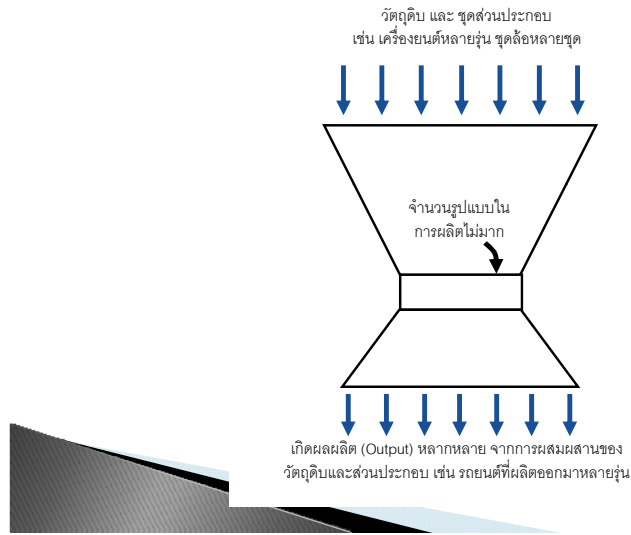 วัตถุดิบ และ ชุดส่วนประกอบ
เช่น เครื่องยนต์หลายรุ่น ชุดล้อหลายชุด
จำนวนรูปแบบใน
การผลิตไม่มาก
เกิดผลผลิต (Output) หลากหลาย จากการผสมผสานของ
วัตถุดิบและส่วนประกอบ เช่น รถยนต์ที่ผลิตออกมาหลายรุ่น